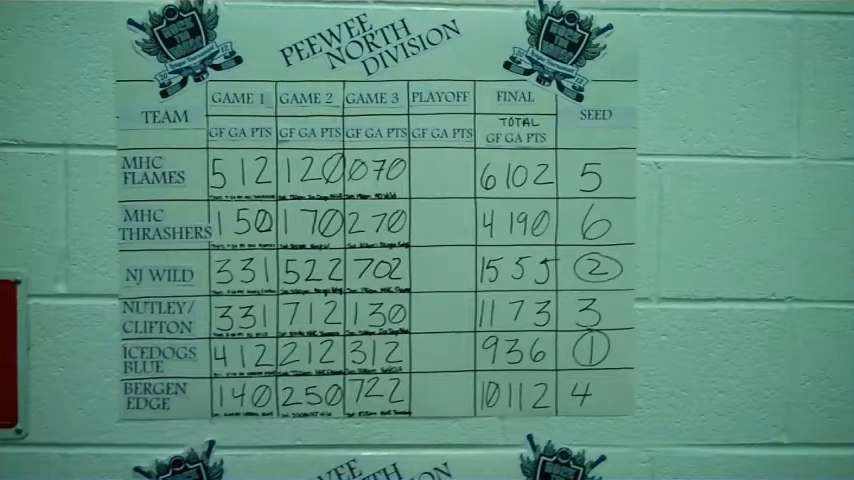 PEEWEE
NORTH
DIVISION
TEAM GAME 1 GAME 2 GAME 3 PLAYOFF FINAL SEED
TOTAL
GF GA PTS GF GA PTS GF GA PTS GF GA PTS GF GA PTS
MHC FLAMES 5 1 2 1 2 0 0 7 0 6 10 2 5
MHC THRASHERS 1 5 0 1 7 0 2 7 0 4 19 0 6
NJ WILD 3 3 1 5 2 2 7 0 2 15 5 5 2
NUTLEY/ CLIFTON 3 3 1 7 1 2 1 3 0 11 7 3 3
ICEDOGS BLUE 4 1 2 2 1 2 3 1 2 9 3 6 1
BERGEN EDGE 1 4 0 2 5 0 7 2 2 10 11 2 4